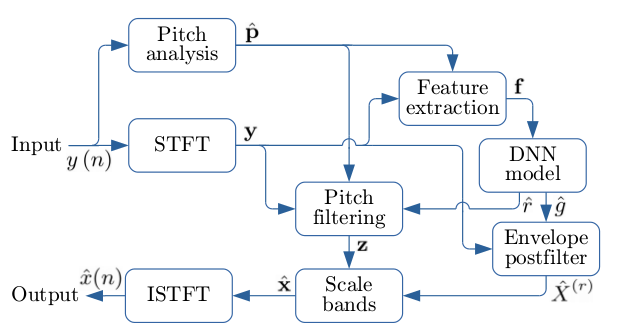 Pitch
analysis
p̂
Feature
extraction
f
Input
y (n)
STFT
y
DNN
model
r̂
ĝ
Pitch
filtering
z
Envelope
postfilter
X̂⁽ʳ⁾
Output
x̂(n)
ISTFT
x̂
Scale
bands